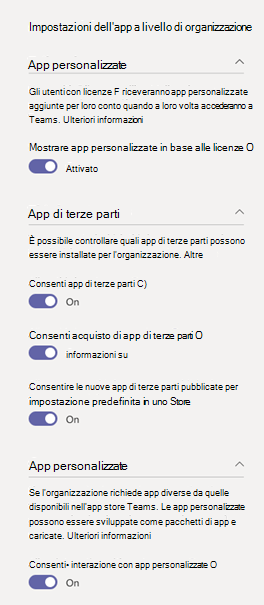 Impostazioni dell'app a livello di organizzazione
App personalizzate
Gli utenti con licenze F riceveranno app personalizzate
aggiunte per loro conto quando a loro volta accederanno a
Teams. Ulteriori informazioni
Mostrare app personalizzate in base alle licenze O
Attivato
App di terze parti
È possibile controllare quali app di terze parti possono
essere installate per l'organizzazione. Altre
Consenti app di terze parti C)
On
Consenti acquisto di app di terze parti O
informazioni su
Consentire le nuove app di terze parti pubblicate per
impostazione predefinita in uno Store
On
App personalizzate
Se l'organizzazione richiede app diverse da quelle
disponibili nell'app store Teams. Le app personalizzate
possono essere sviluppate come pacchetti di app e
caricate. Ulteriori informazioni
Consenti• interazione con app personalizzate O
On